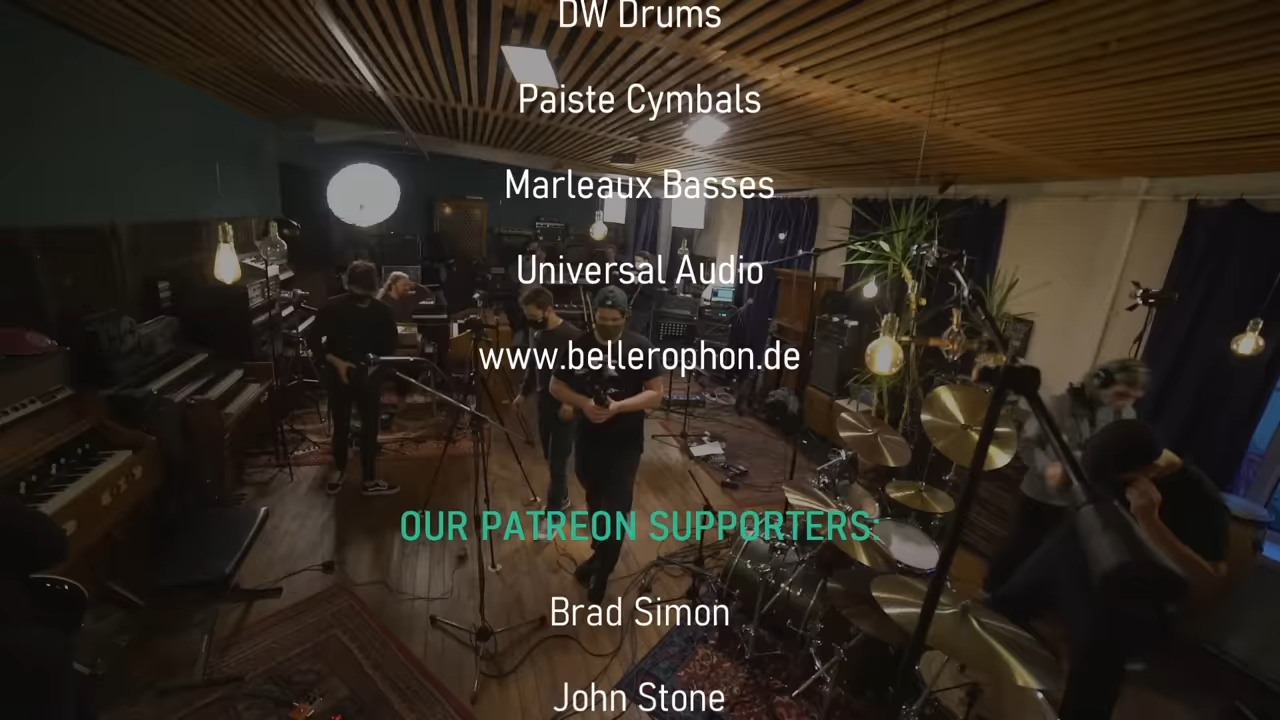 DW Drums
Paiste Cymbals
Marleaux Basses
Universal Audio
www.bellerophon.de
OUR PATREON SUPPORTERS:
Brad Simon
John Stone